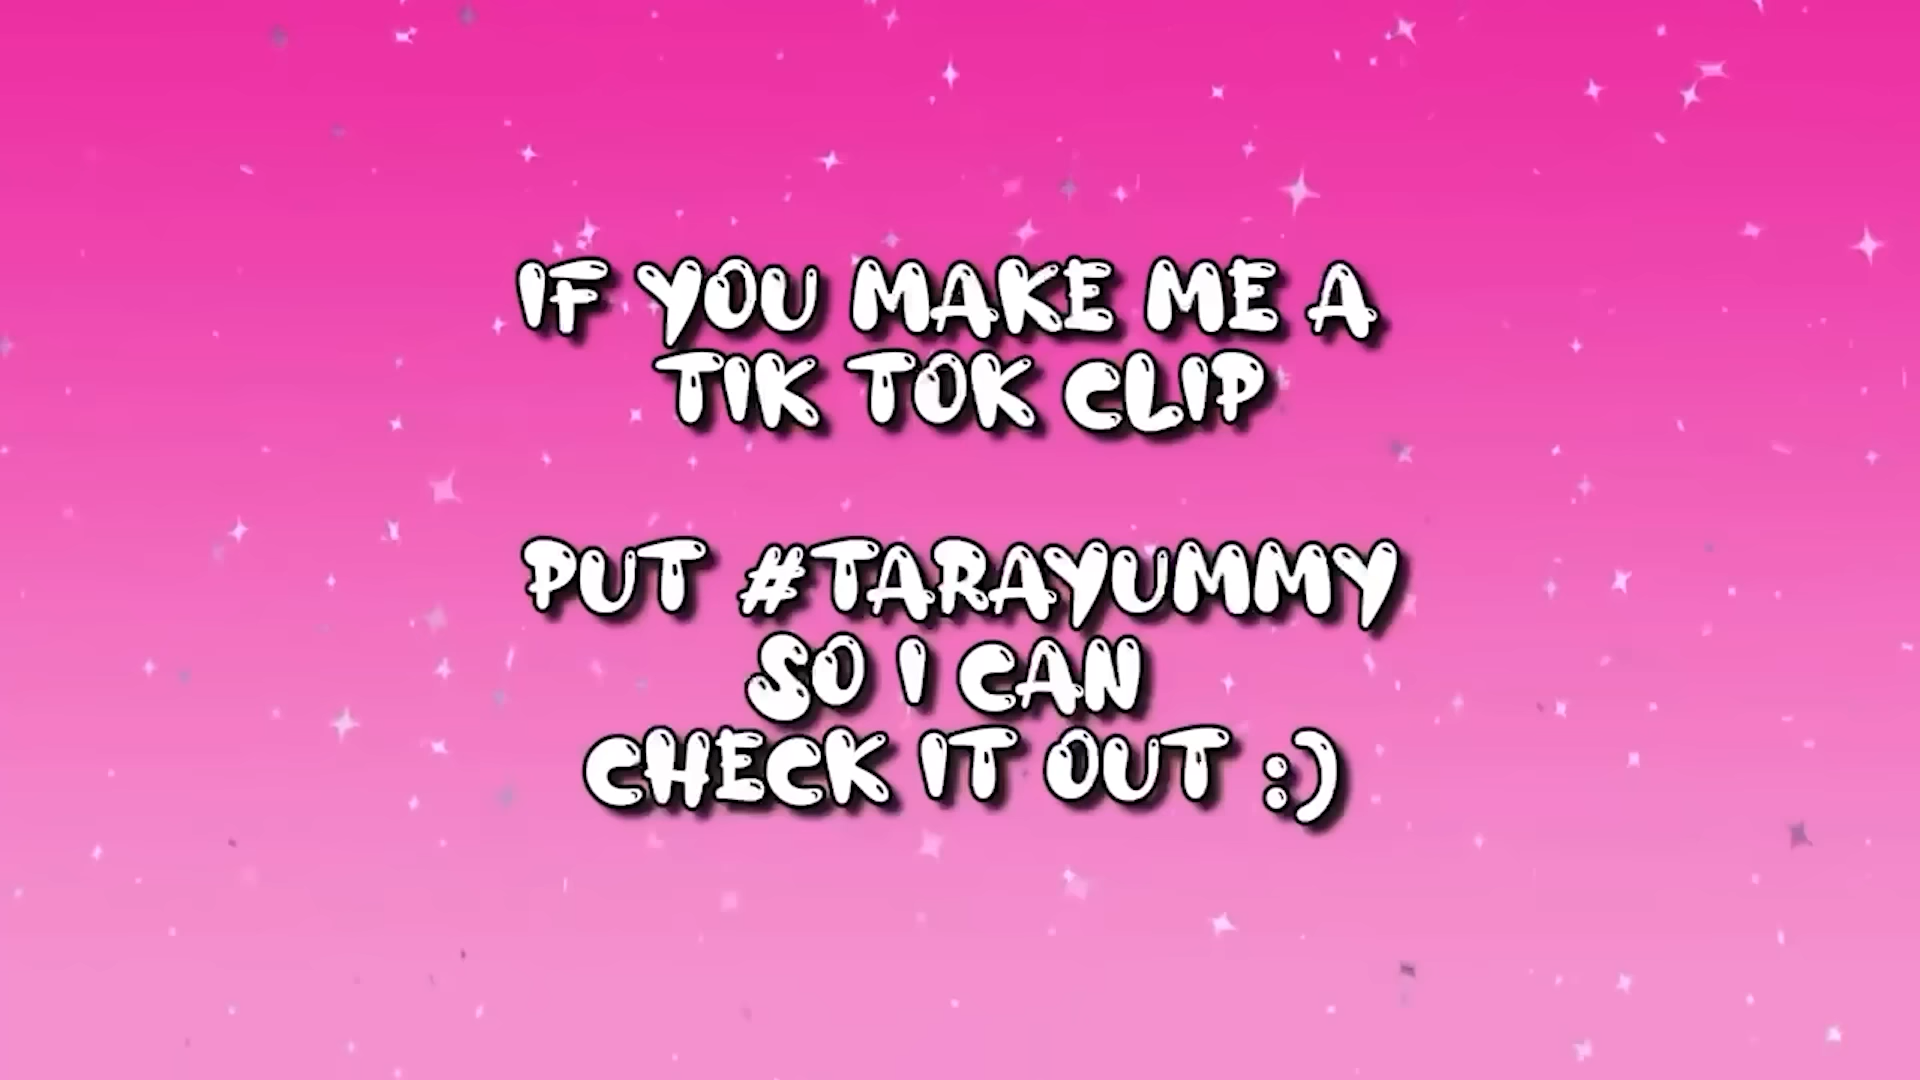 IF YOU MAKE ME A
TIK TOK CLIP
PUT #TARAYUMMY
SO I CAN
CHECK IT OUT :)